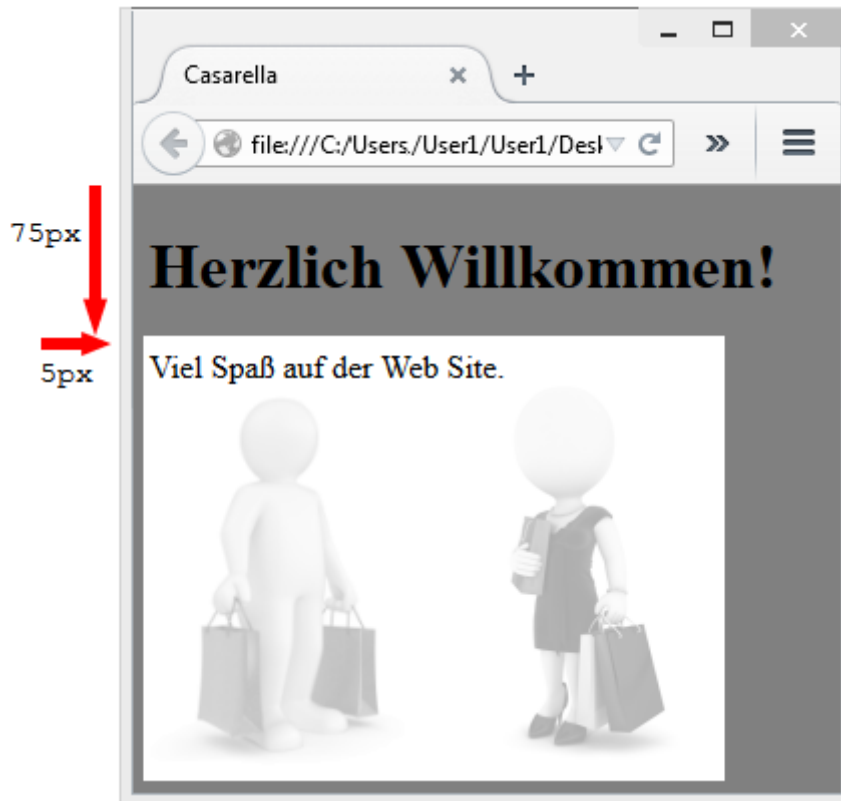 Casarella
file:///C:/Users./User1/User1/Desk
75px
Herzlich Willkommen!
5px
Viel Spaß auf der Web Site.